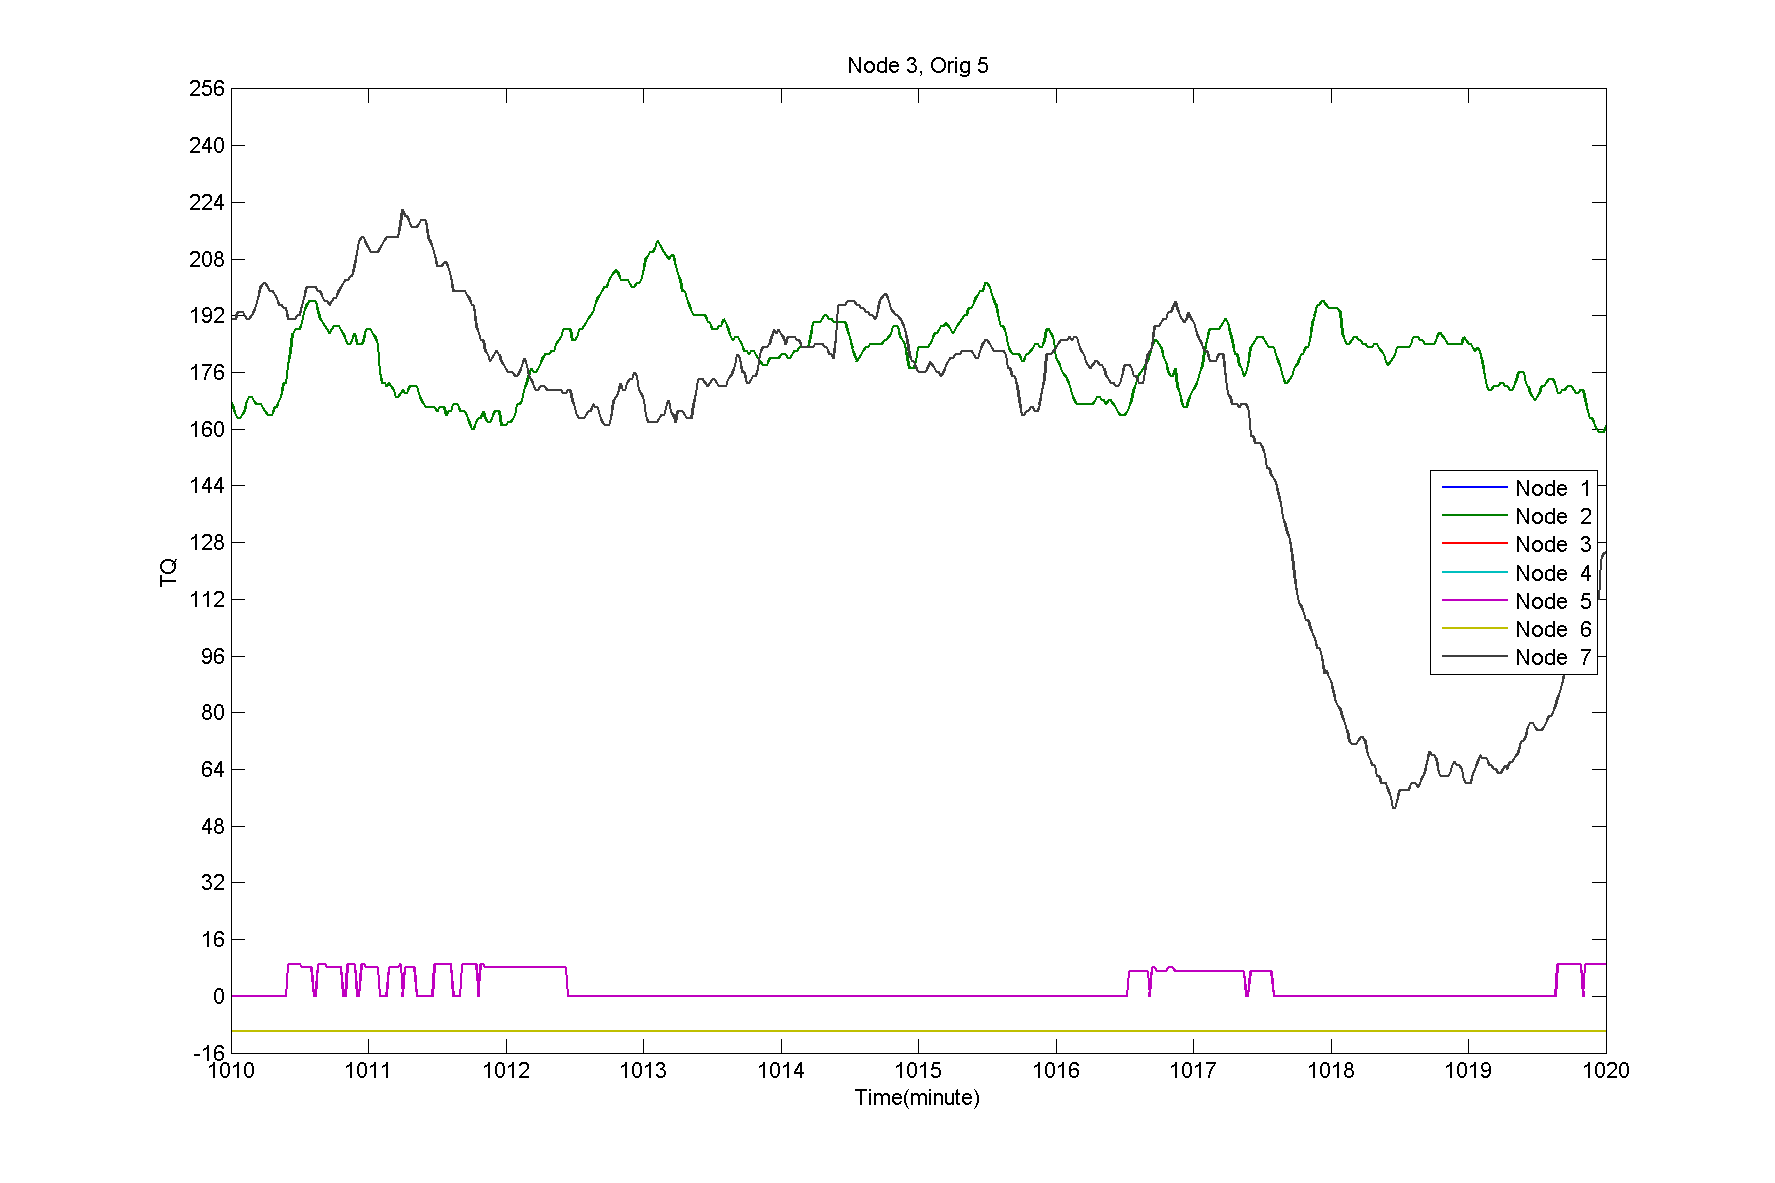 Node 3, Orig 5
256
240
224
208
192
176
160
144
128
112
96
80
64
48
32
16
0
-16
TQ
Node 1
Node 2
Node 3
Node 4
Node 5
Node 6
Node 7
1010 1011 1012 1013 1014 1015 1016 1017 1018 1019 1020
Time(minute)